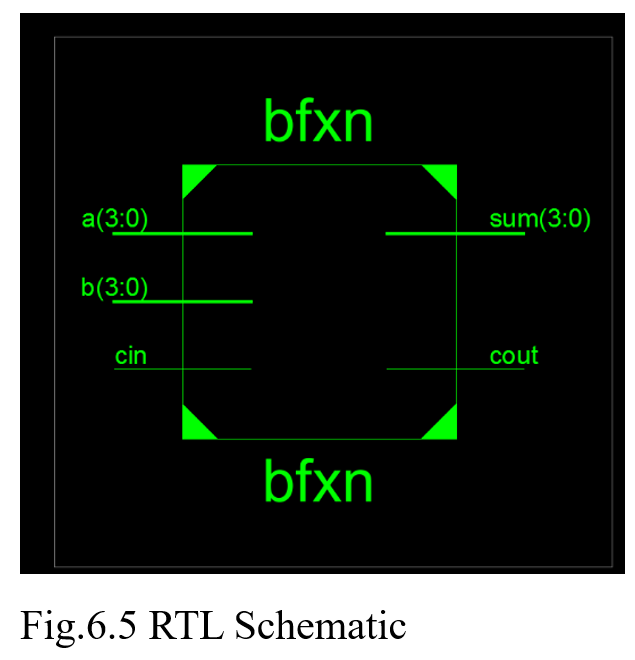 bfxn
a(3:0)
sum(3:0)
b(3:0)
cin
cout
bfxn
Fig.6.5 RTL Schematic